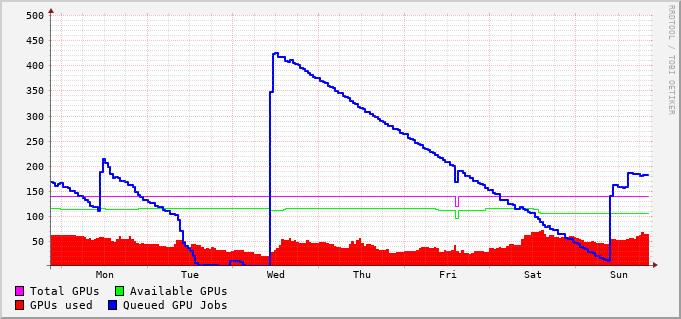 500
450
400
350
300
250
200
150
100
50
Mon Tue Wed Thu Fri Sat Sun
Total GPUs Available GPUs
GPUs used Queued GPU Jobs
RRDTOOL / TOBI OETIKER